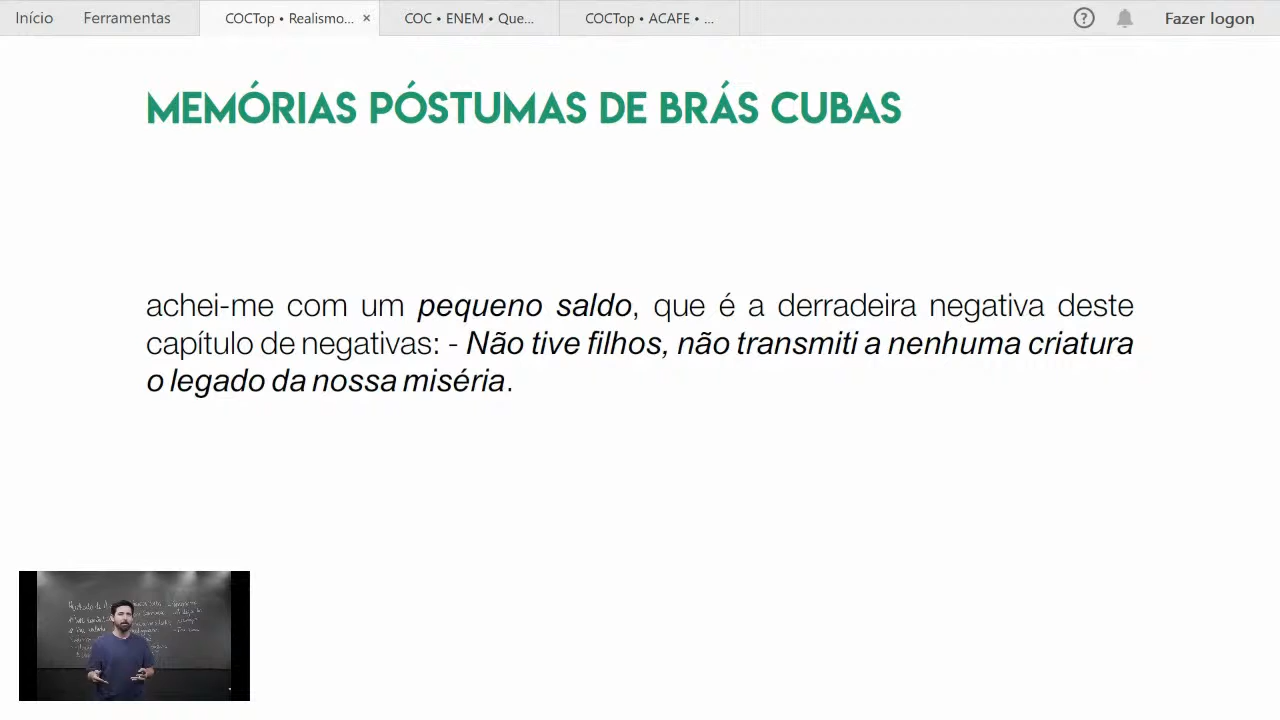 Início
Ferramentas
COCTop • Realismo...
×
COC • ENEM • Que...
COCTop • ACAFE • ...
?
Fazer logon
MEMÓRIAS PÓSTUMAS DE BRÁS CUBAS
achei-me com um pequeno saldo, que é a derradeira negativa deste
capítulo de negativas: - Não tive filhos, não transmiti a nenhuma criatura
o legado da nossa miséria.